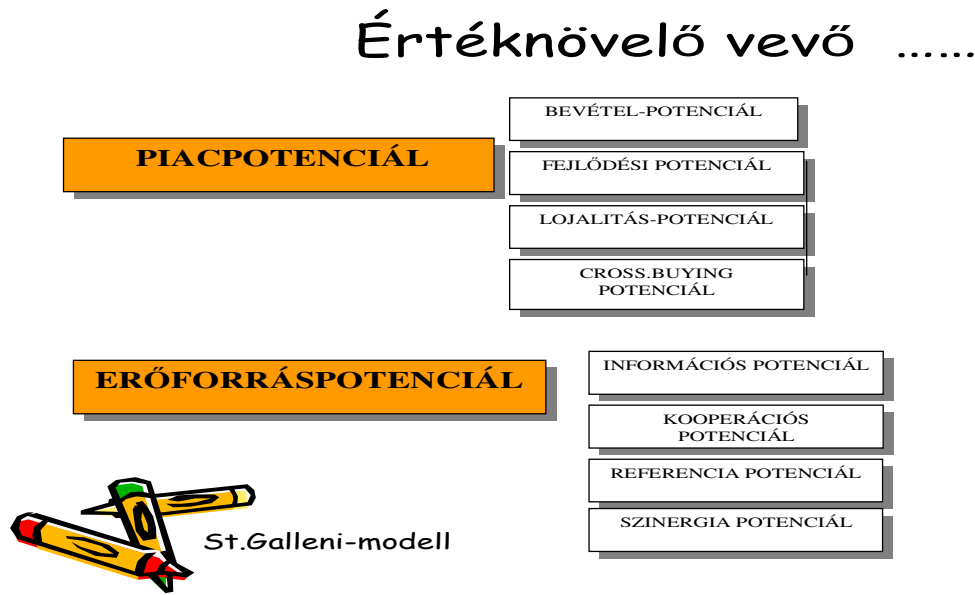 Értéknövelő vevő ......
PIACPOTENCIÁL
BEVÉTEL-POTENCIÁL
FEJLŐDÉSI POTENCIÁL
LOJALITÁS-POTENCIÁL
CROSS.BUYING
POTENCIÁL
ERŐFORRÁSPOTENCIÁL
INFORMÁCIÓS POTENCIÁL
KOOPERÁCIÓS
POTENCIÁL
REFERENCIA POTENCIÁL
SZINERGIA POTENCIÁL
St.Galleni-modell